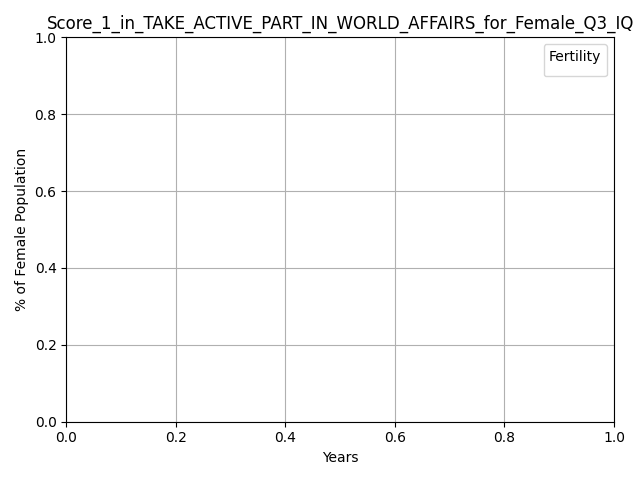 Score_1_in_TAKE_ACTIVE_PART_IN_WORLD_AFFAIRS_for_Female_Q3_IQ
Fertility
% of Female Population
1.0
0.8
0.6
0.4
0.2
0.0
0.0 0.2 0.4 0.6 0.8 1.0
Years